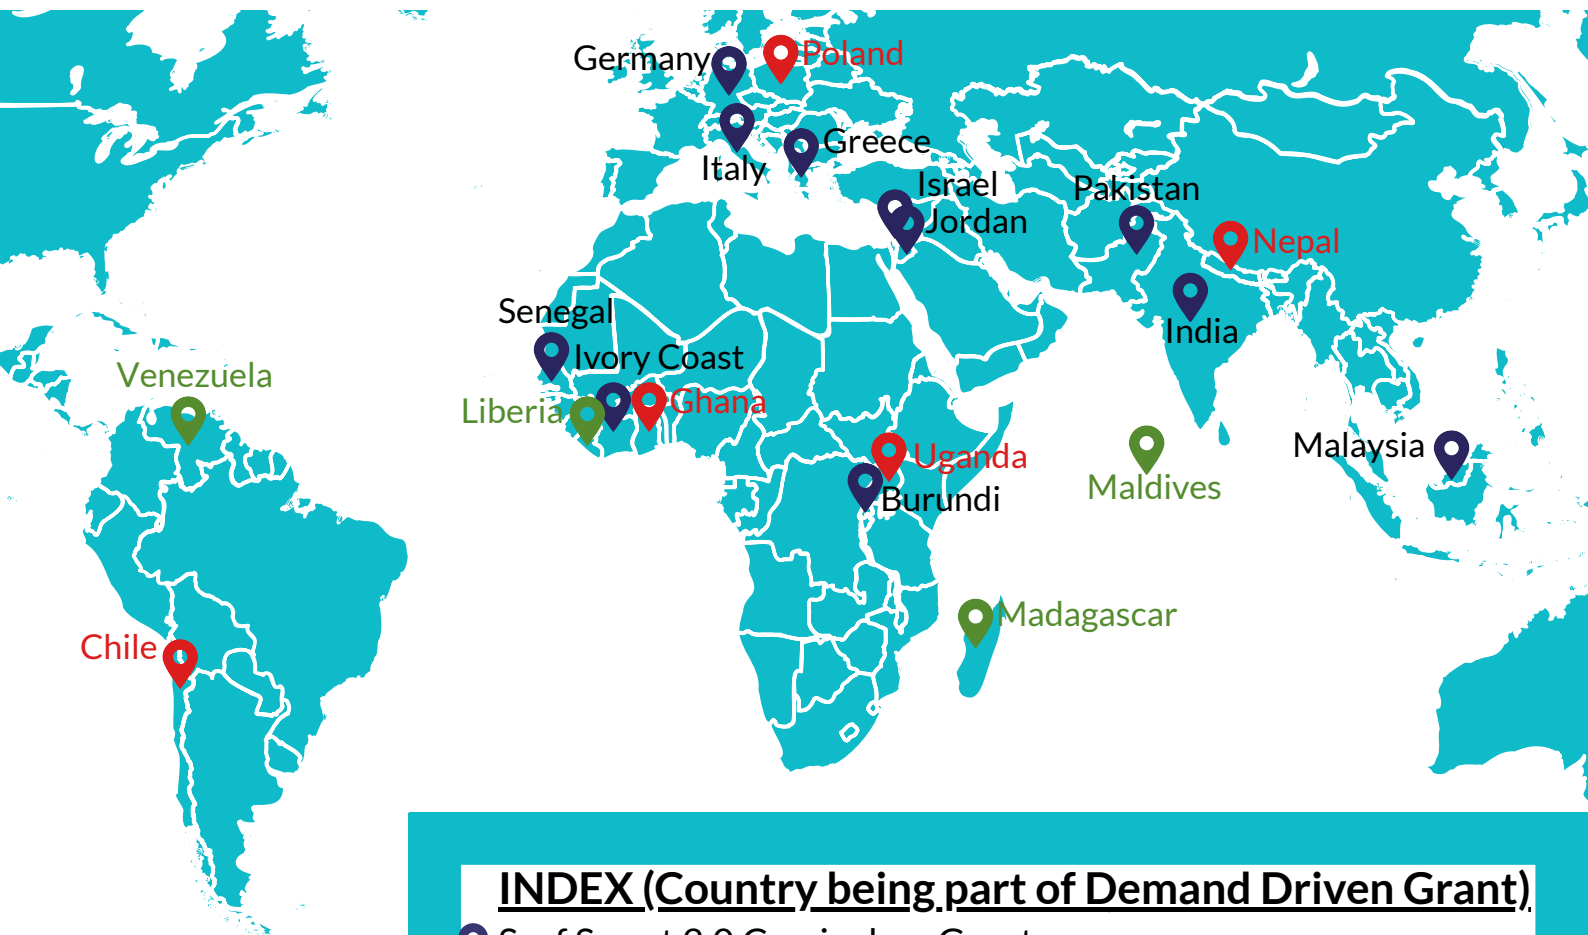 Germany
Poland
Greece
Italy
Israel
Pakistan
Jordan
Nepal
Senegal
India
Ivory Coast
Venezuela
Ghana
Liberia
Malaysia
Uganda
Maldives
Burundi
Madagascar
Chile
INDEX (Country being part of Demand Driven Grant)